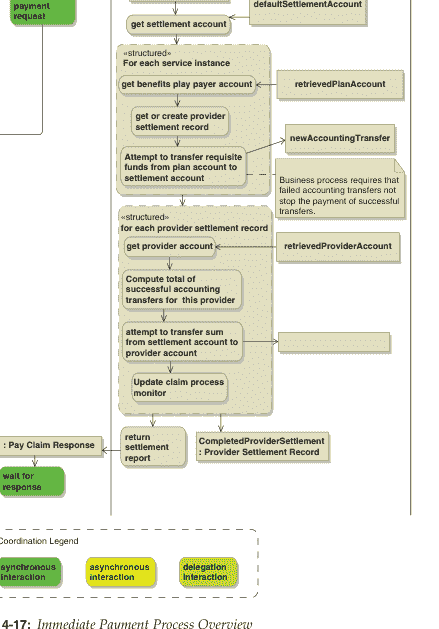 payment
request
defaultSettlementAccount
get settlement account
«structured»
For each service instance
get benefits play payer account
retrievedPlanAccount
get or create provider
settlement record
newAccountingTransfer
Attempt to transfer requisite
funds from plan account to
settlement account
Business process requires that
failed accounting transfers not
stop the payment of successful
transfers.
«structured»
for each provider settlement record
get provider account
retrievedProviderAccount
Compute total of
successful accounting
transfers for this provider
attempt to transfer sum
from settlement account to
provider account
Update claim process
monitor
: Pay Claim Response
return
settlement
report
CompletedProviderSettlement
: Provider Settlement Record
wait for
response
Coordination Legend
synchronous
interaction
asynchronous
interaction
delegation
interaction
4-17: Immediate Payment Process Overview